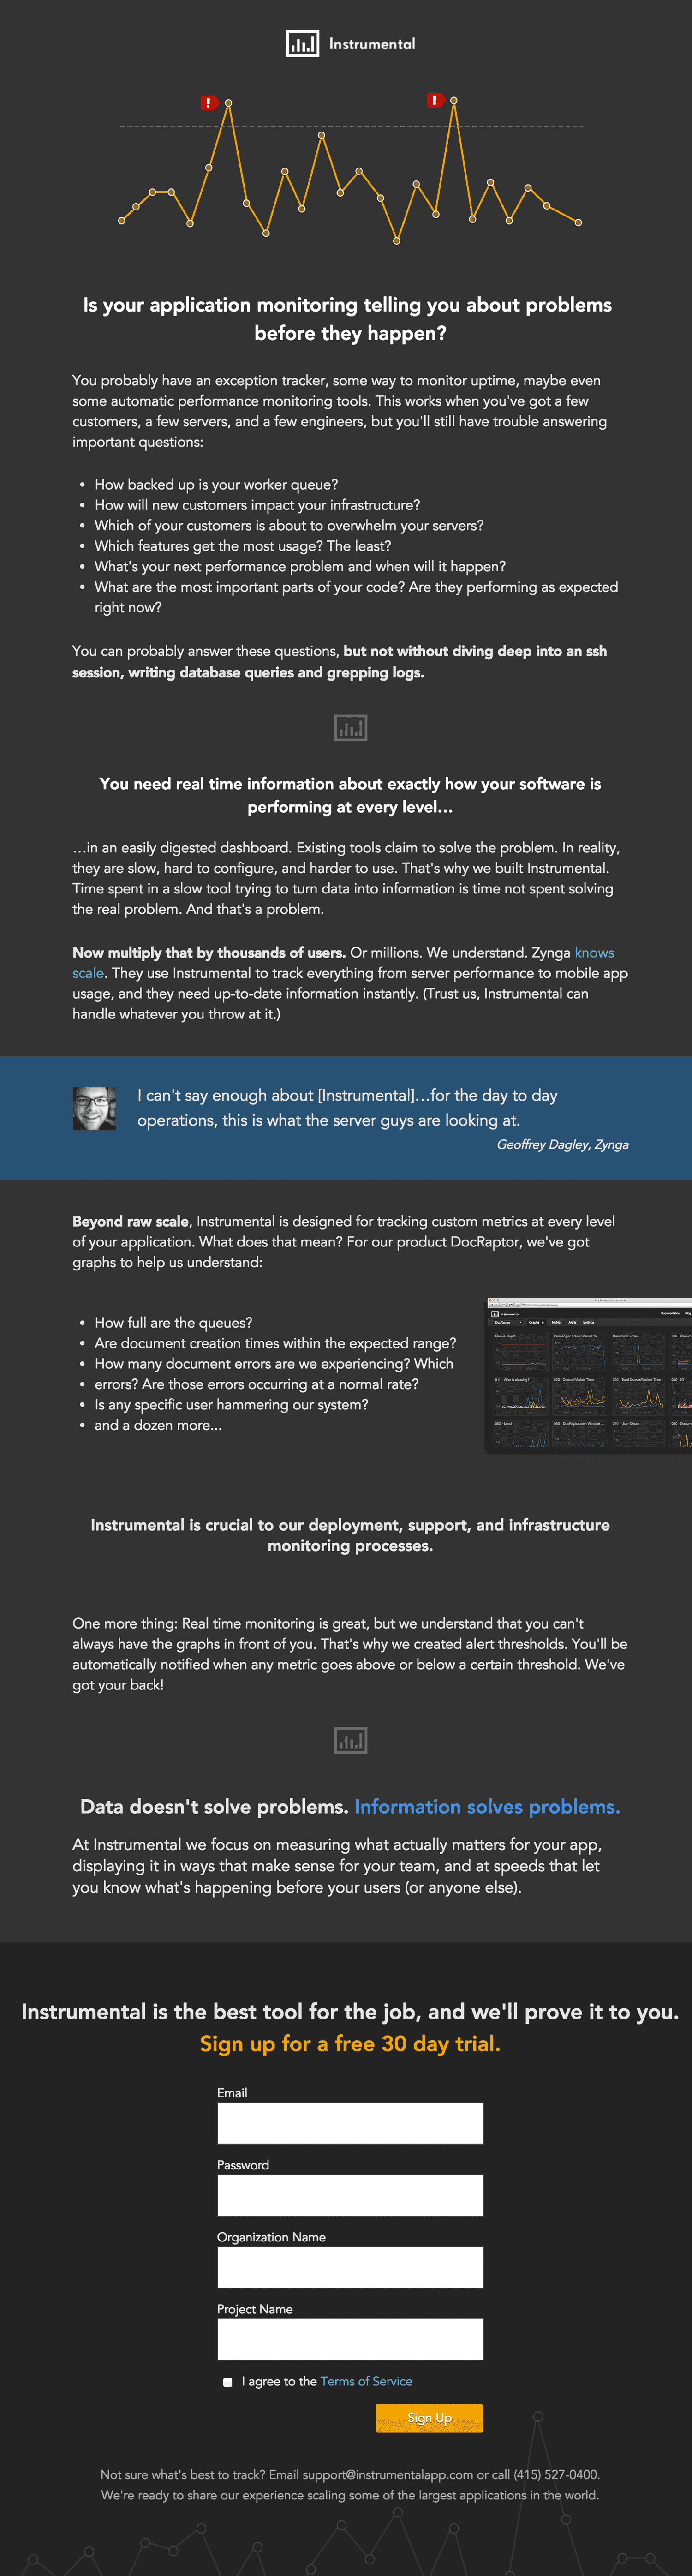 Instrumental
!
!
Is your application monitoring telling you about problems
before they happen?
You probably have an exception tracker, some way to monitor uptime, maybe even
some automatic performance monitoring tools. This works when you've got a few
customers, a few servers, and a few engineers, but you'll still have trouble answering
important questions:
• How backed up is your worker queue?
• How will new customers impact your infrastructure?
• Which of your customers is about to overwhelm your servers?
• Which features get the most usage? The least?
• What's your next performance problem and when will it happen?
• What are the most important parts of your code? Are they performing as expected
right now?
You can probably answer these questions, but not without diving deep into an ssh
session, writing database queries and grepping logs.
You need real time information about exactly how your software is
performing at every level…
…in an easily digested dashboard. Existing tools claim to solve the problem. In reality,
they are slow, hard to configure, and harder to use. That's why we built Instrumental.
Time spent in a slow tool trying to turn data into information is time not spent solving
the real problem. And that's a problem.
Now multiply that by thousands of users. Or millions. We understand. Zynga knows
scale. They use Instrumental to track everything from server performance to mobile app
usage, and they need up-to-date information instantly. (Trust us, Instrumental can
handle whatever you throw at it.)
I can't say enough about [Instrumental]…for the day to day
operations, this is what the server guys are looking at.
Geoffrey Dagley, Zynga
Beyond raw scale, Instrumental is designed for tracking custom metrics at every level
of your application. What does that mean? For our product DocRaptor, we've got
graphs to help us understand:
• How full are the queues?
• Are document creation times within the expected range?
• How many document errors are we experiencing? Which
• errors? Are those errors occurring at a normal rate?
• Is any specific user hammering our system?
• and a dozen more...
Instrumental
Documentation
DocRaptor Graphs Metrics Alerts Settings
Queue Depth Passenger Free Instance % Document Errors
Instrumental is crucial to our deployment, support, and infrastructure
monitoring processes.
One more thing: Real time monitoring is great, but we understand that you can't
always have the graphs in front of you. That's why we created alert thresholds. You'll be
automatically notified when any metric goes above or below a certain threshold. We've
got your back!
Data doesn't solve problems. Information solves problems.
At Instrumental we focus on measuring what actually matters for your app,
displaying it in ways that make sense for your team, and at speeds that let
you know what's happening before your users (or anyone else).
Instrumental is the best tool for the job, and we'll prove it to you.
Sign up for a free 30 day trial.
Email
Password
Organization Name
Project Name
I agree to the Terms of Service
Sign Up
Not sure what's best to track? Email support@instrumentalapp.com or call (415) 527-0400.
We're ready to share our experience scaling some of the largest applications in the world.